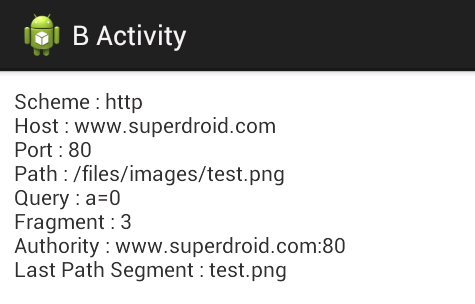 B Activity
Scheme : http
Host : www.superdroid.com
Port : 80
Path : /files/images/test.png
Query : a=0
Fragment : 3
Authority : www.superdroid.com:80
Last Path Segment : test.png